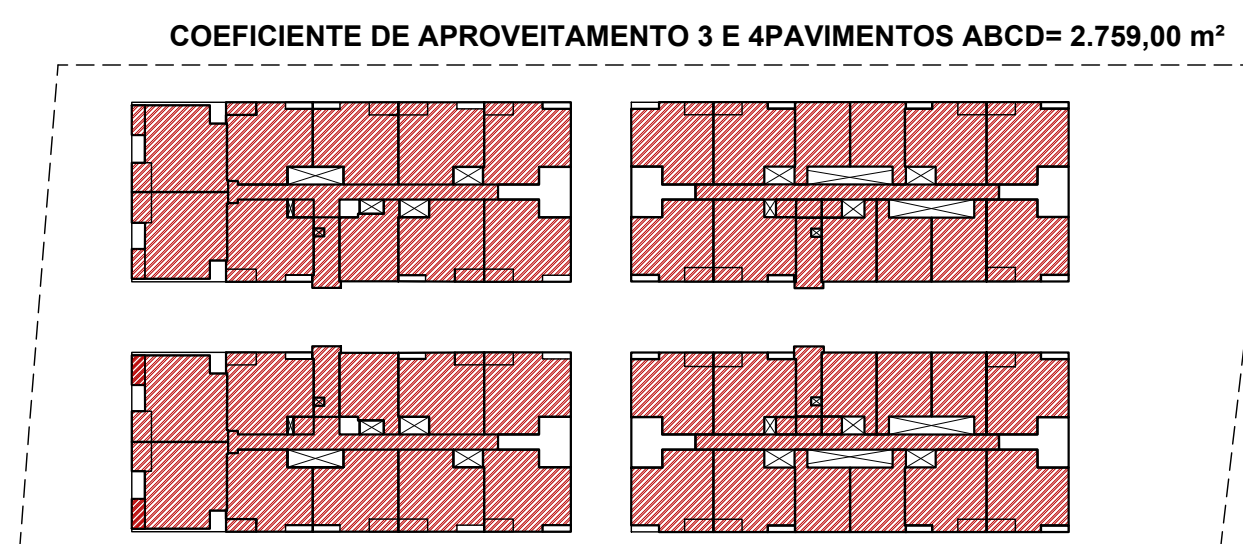 COEFICIENTE DE APROVEITAMENTO 3 E 4PAVIMENTOS ABCD= 2.759,00 m²